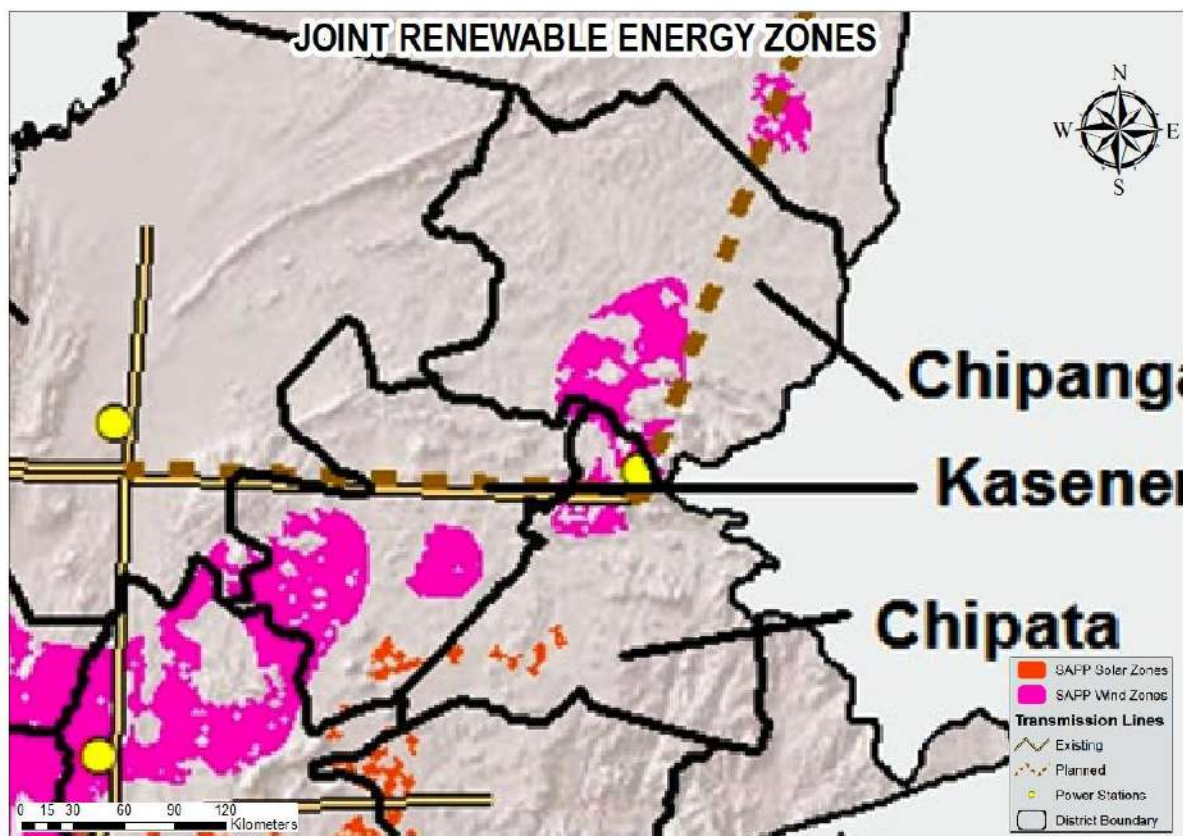 JOINT RENEWABLE ENERGY ZONES
N
W E
S
Chipanga
Kasener
Chipata
SAPP Solar Zones
SAPP Wind Zones
Transmission Lines
Existing
Planned
Power Stations
District Boundary
0 15 30 60 90 120
Kilometers